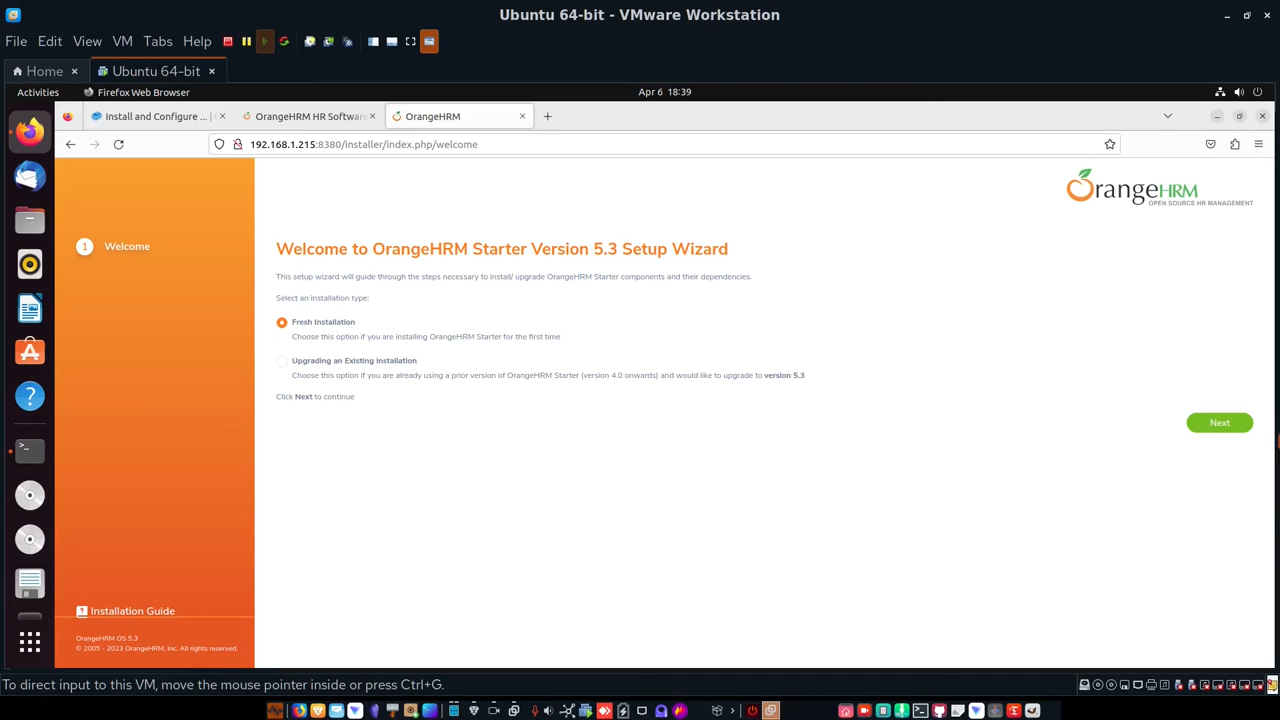 Ubuntu 64-bit - VMware Workstation
File Edit View VM Tabs Help
Home
Ubuntu 64-bit
Activities
Firefox Web Browser
Apr 6 18:39
Install and Configure ... |
OrangeHRM HR Software
OrangeHRM
192.168.1.215:8380/installer/index.php/welcome
OrangeHRM
OPEN SOURCE HR MANAGEMENT
1 Welcome
Welcome to OrangeHRM Starter Version 5.3 Setup Wizard
This setup wizard will guide through the steps necessary to install/ upgrade OrangeHRM Starter components and their dependencies.
Select an installation type;
Fresh Installation
Choose this option if you are installing OrangeHRM Starter for the first time
Upgrading an Existing Installation
Choose this option if you are already using a prior version of OrangeHRM Starter (version 4.0 onwards) and would like to upgrade to version 5.3
Click Next to continue
Next
? Installation Guide
OrangeHRM OS 5.3
© 2005 - 2023 OrangeHRM, Inc. All rights reserved.
To direct input to this VM, move the mouse pointer inside or press Ctrl+G.